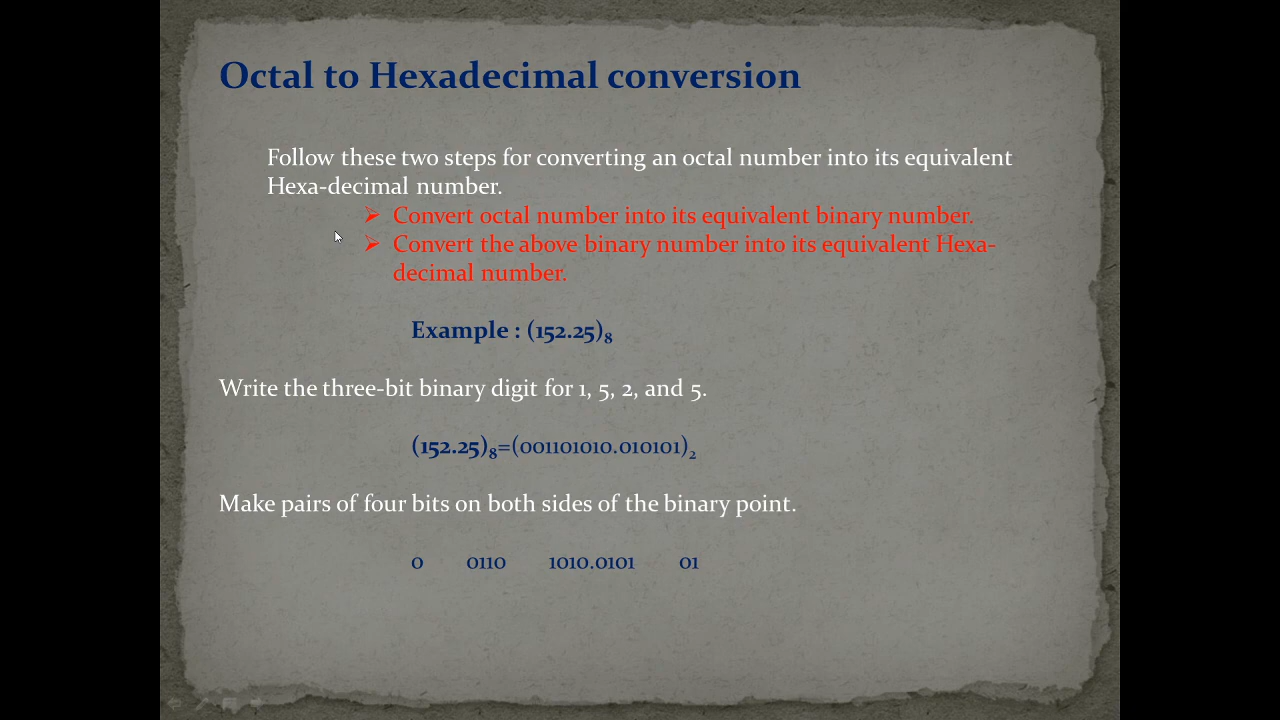 Octal to Hexadecimal conversion
Follow these two steps for converting an octal number into its equivalent
Hexa-decimal number.
➢ Convert octal number into its equivalent binary number.
➢ Convert the above binary number into its equivalent Hexa-
decimal number.
Example : (152.25)₈
Write the three-bit binary digit for 1, 5, 2, and 5.
(152.25)₈=(001101010.010101)₂
Make pairs of four bits on both sides of the binary point.
0 0110 1010.0101 01